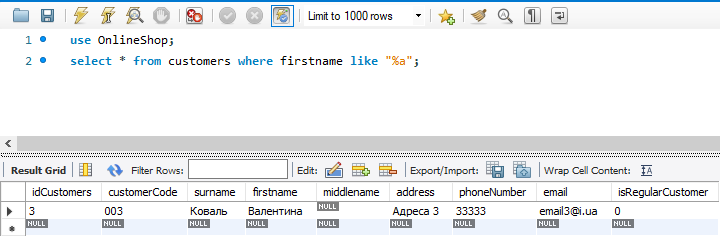 Limit to 1000 rows
1 use OnlineShop;
2 select * from customers where firstname like "%a";
Result Grid Filter Rows: Edit: Export/Import: Wrap Cell Content:
idCustomers customerCode surname firstname middlename address phoneNumber email isRegularCustomer
3 003 Коваль Валентина NULL Адреса 3 33333 email3@i.ua 0
NULL NULL NULL NULL NULL NULL NULL NULL NULL